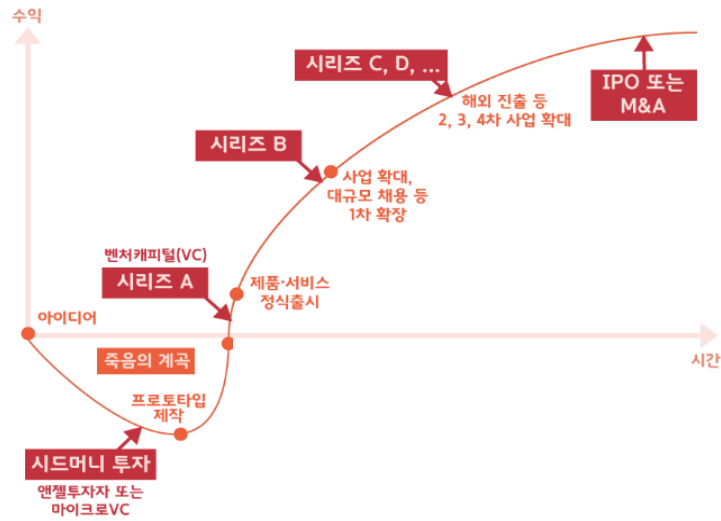 수익
시리즈 C, D, ...
IPO 또는
M&A
해외 진출 등
2, 3, 4차 사업 확대
시리즈 B
사업 확대,
대규모 채용 등
1차 확장
벤처캐피털(VC)
시리즈 A
제품·서비스
정식출시
아이디어
죽음의 계곡
시간
프로토타입
제작
시드머니 투자
앤젤투자자 또는
마이크로VC